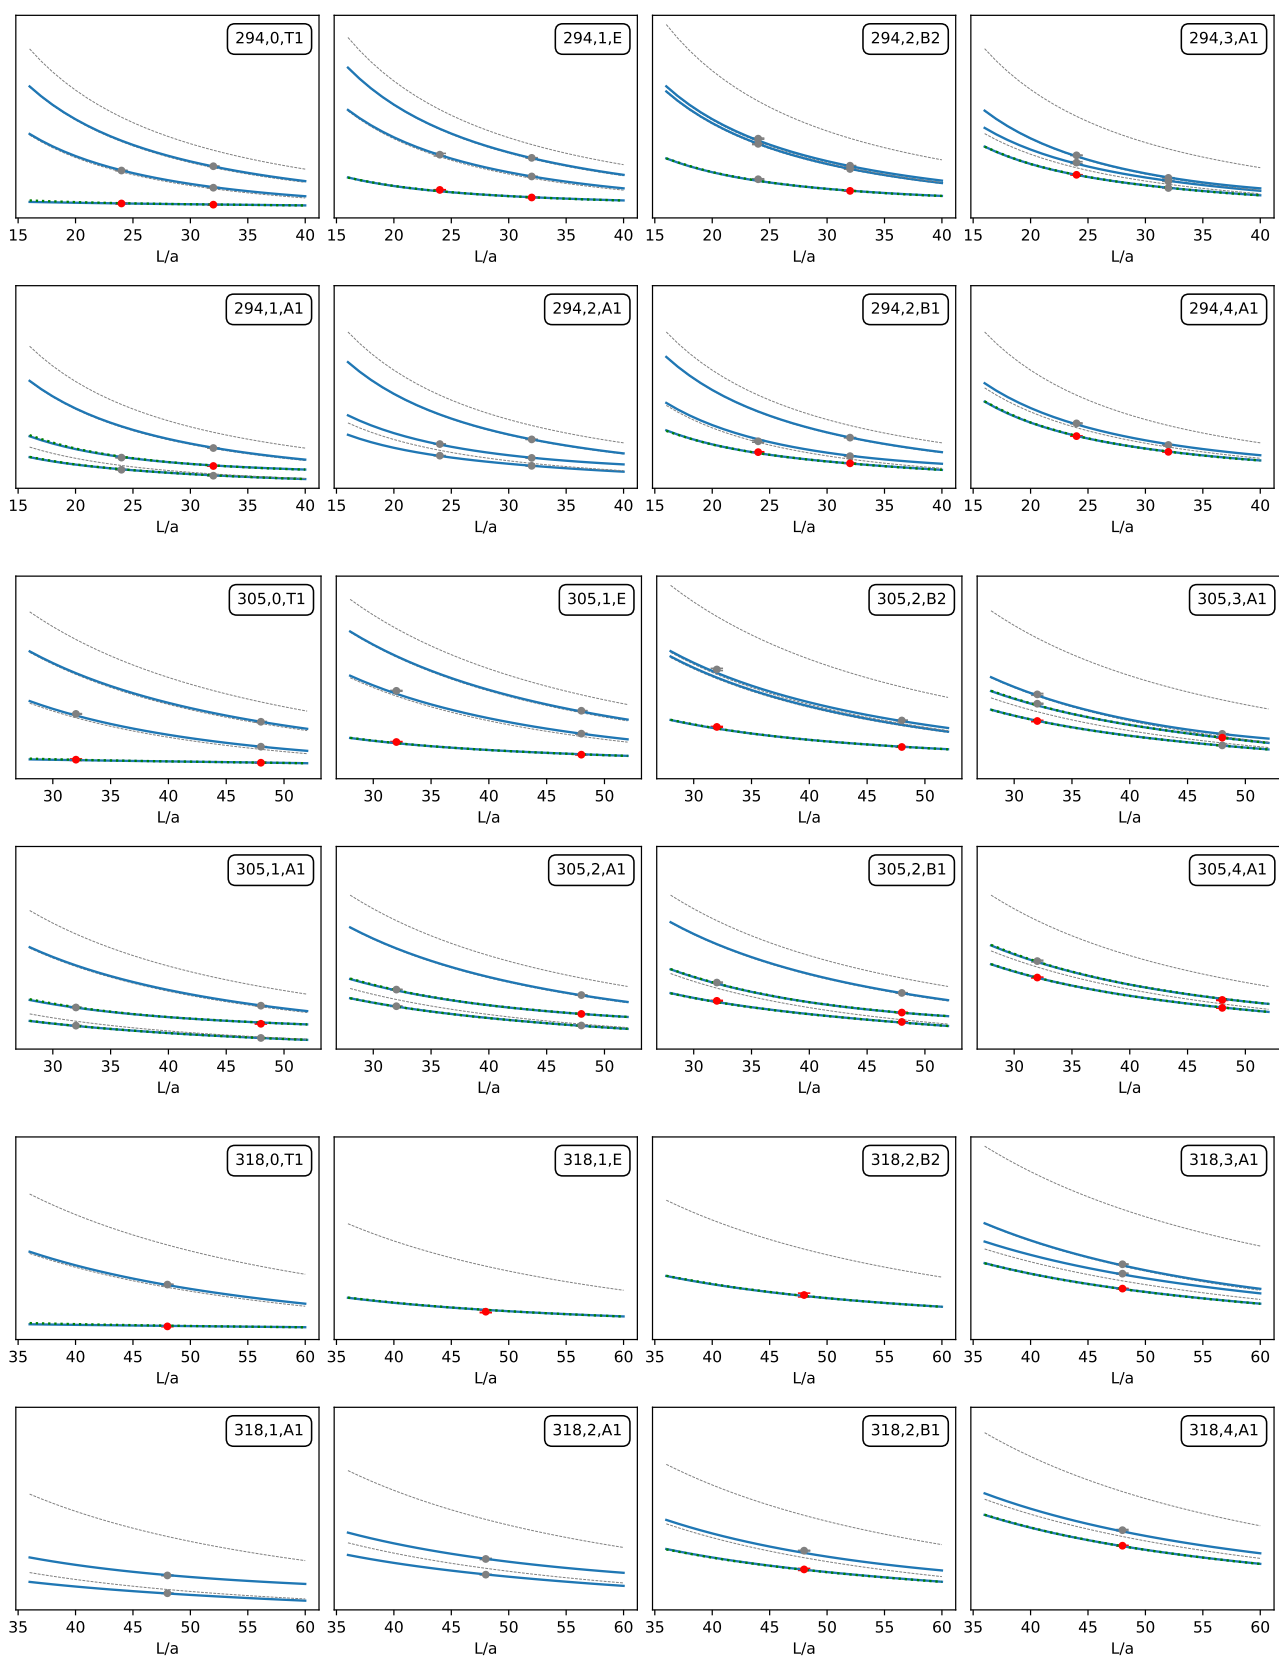 294,0,T1 294,1,E 294,2,B2 294,3,A1
15 20 25 30 35 40 15 20 25 30 35 40 15 20 25 30 35 40 15 20 25 30 35 40
L/a L/a L/a L/a
294,1,A1 294,2,A1 294,2,B1 294,4,A1
15 20 25 30 35 40 15 20 25 30 35 40 15 20 25 30 35 40 15 20 25 30 35 40
L/a L/a L/a L/a
305,0,T1 305,1,E 305,2,B2 305,3,A1
30 35 40 45 50 30 35 40 45 50 30 35 40 45 50 30 35 40 45 50
L/a L/a L/a L/a
305,1,A1 305,2,A1 305,2,B1 305,4,A1
30 35 40 45 50 30 35 40 45 50 30 35 40 45 50 30 35 40 45 50
L/a L/a L/a L/a
318,0,T1 318,1,E 318,2,B2 318,3,A1
35 40 45 50 55 60 35 40 45 50 55 60 35 40 45 50 55 60 35 40 45 50 55 60
L/a L/a L/a L/a
318,1,A1 318,2,A1 318,2,B1 318,4,A1
35 40 45 50 55 60 35 40 45 50 55 60 35 40 45 50 55 60 35 40 45 50 55 60
L/a L/a L/a L/a